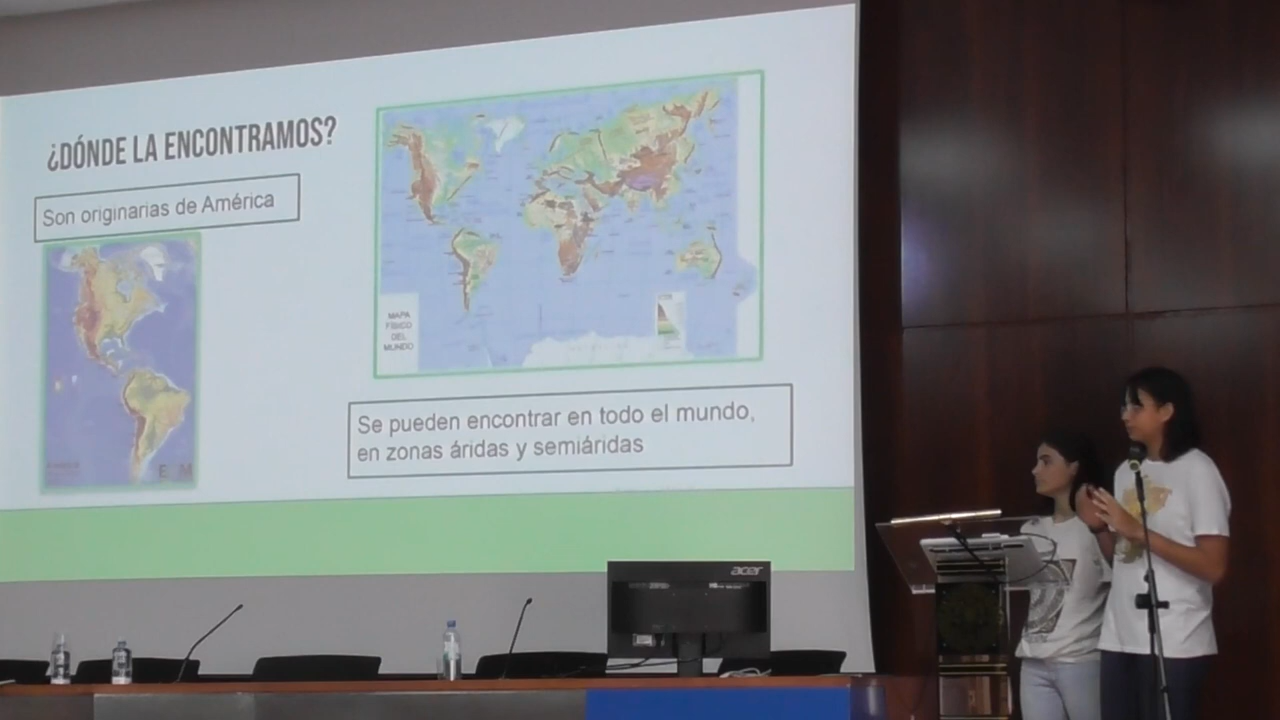 ¿DÓNDE LA ENCONTRAMOS?
Son originarias de América
MAPA
FÍSICO
DEL
MUNDO
Se pueden encontrar en todo el mundo,
en zonas áridas y semiáridas
acer